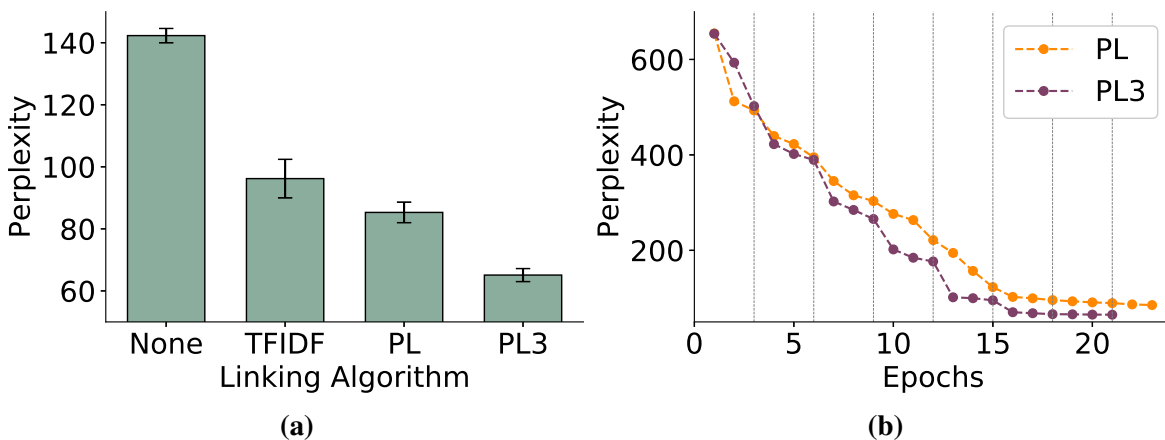 140
120
100
80
60
Perplexity
None TFIDF PL PL3
Linking Algorithm
(a)
600
400
200
Perplexity
PL
PL3
0 5 10 15 20
Epochs
(b)